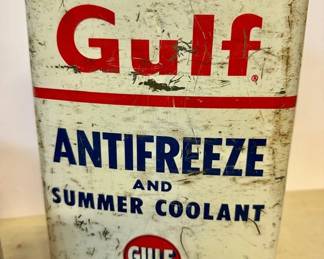 Gulf®
ANTIFREEZE
AND
SUMMER COOLANT
GULF